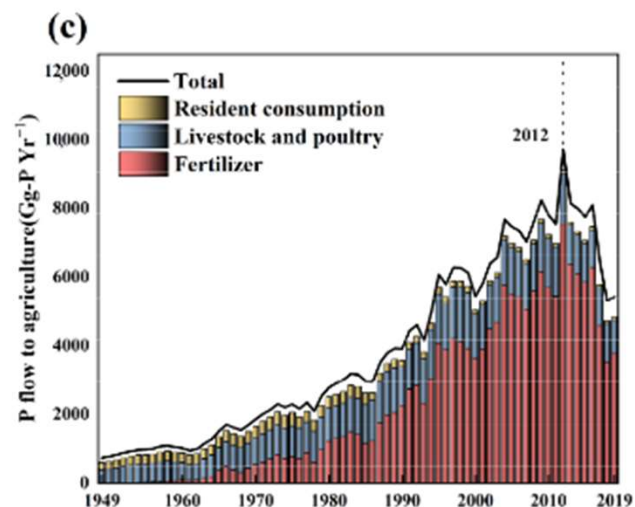 (c)
12000
10000
8000
6000
4000
2000
0
P flow to agriculture(Gg-P Yr⁻¹)
Total
Resident consumption
Livestock and poultry
Fertilizer
2012
1949 1960 1970 1980 1990 2000 2010 2019